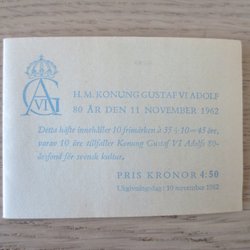 GA VI
H.M. KONUNG GUSTAF VI ADOLF
80 ÅR DEN 11 NOVEMBER 1962
Detta häfte innehåller 10 frimärken à 35+10=45 öre,
varav 10 öre tillfaller Konung Gustaf VI Adolfs 80-
årsfond för svensk kultur.
PRIS KRONOR 4:50
Utgivningsdag: 10 november 1962